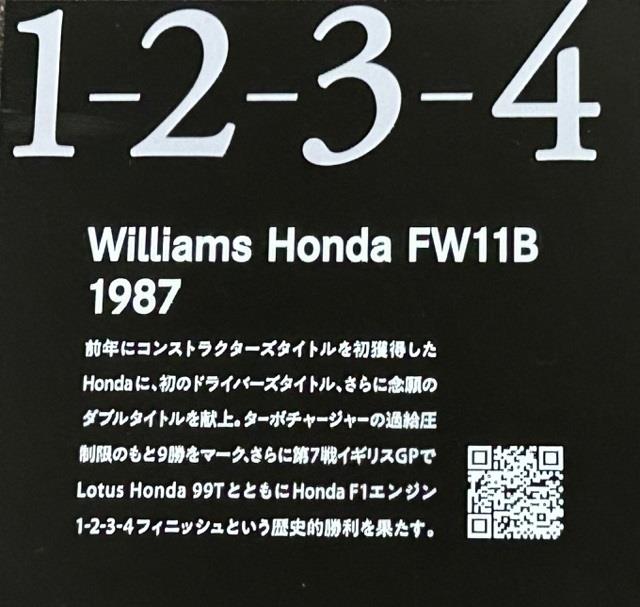 1-2-3-4
Williams Honda FW11B
1987
前年にコンストラクターズタイトルを初獲得した
Hondaに、初のドライバーズタイトル、さらに念願の
ダブルタイトルを献上。ターボチャージャーの過給圧
制限のもと9勝をマーク、さらに第7戦イギリスGPで
Lotus Honda 99TとともにHonda F1エンジン
1-2-3-4フィニッシュという歴史的勝利を果たす。